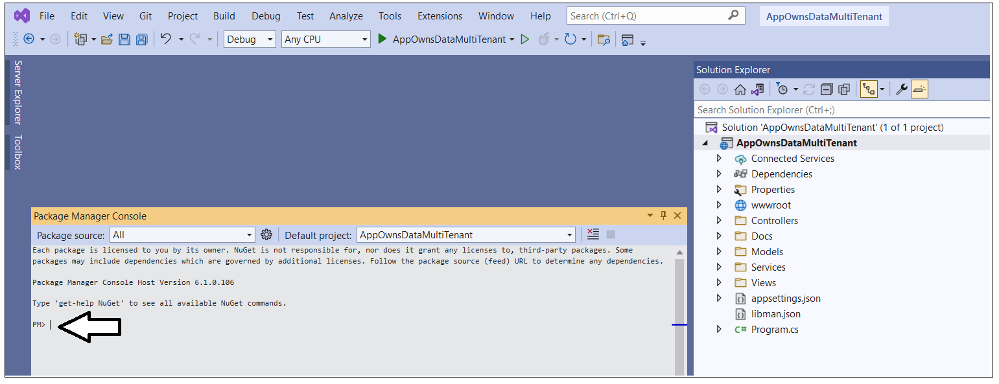 File Edit View Git Project Build Debug Test Analyze Tools Extensions Window Help Search (Ctrl+Q) AppOwnsDataMultiTenant
Debug Any CPU AppOwnsDataMultiTenant
Server Explorer
Toolbox
Package Manager Console
Package source: All Default project: AppOwnsDataMultiTenant
Each package is licensed to you by its owner. NuGet is not responsible for, nor does it grant any licenses to, third-party packages. Some
packages may include dependencies which are governed by additional licenses. Follow the package source (feed) URL to determine any dependencies.
Package Manager Console Host Version 6.1.0.106
Type 'get-help NuGet' to see all available NuGet commands.
PM>
Solution Explorer
Search Solution Explorer (Ctrl+;)
Solution 'AppOwnsDataMultiTenant' (1 of 1 project)
AppOwnsDataMultiTenant
Connected Services
Dependencies
Properties
wwwroot
Controllers
Docs
Models
Services
Views
appsettings.json
libman.json
C# Program.cs